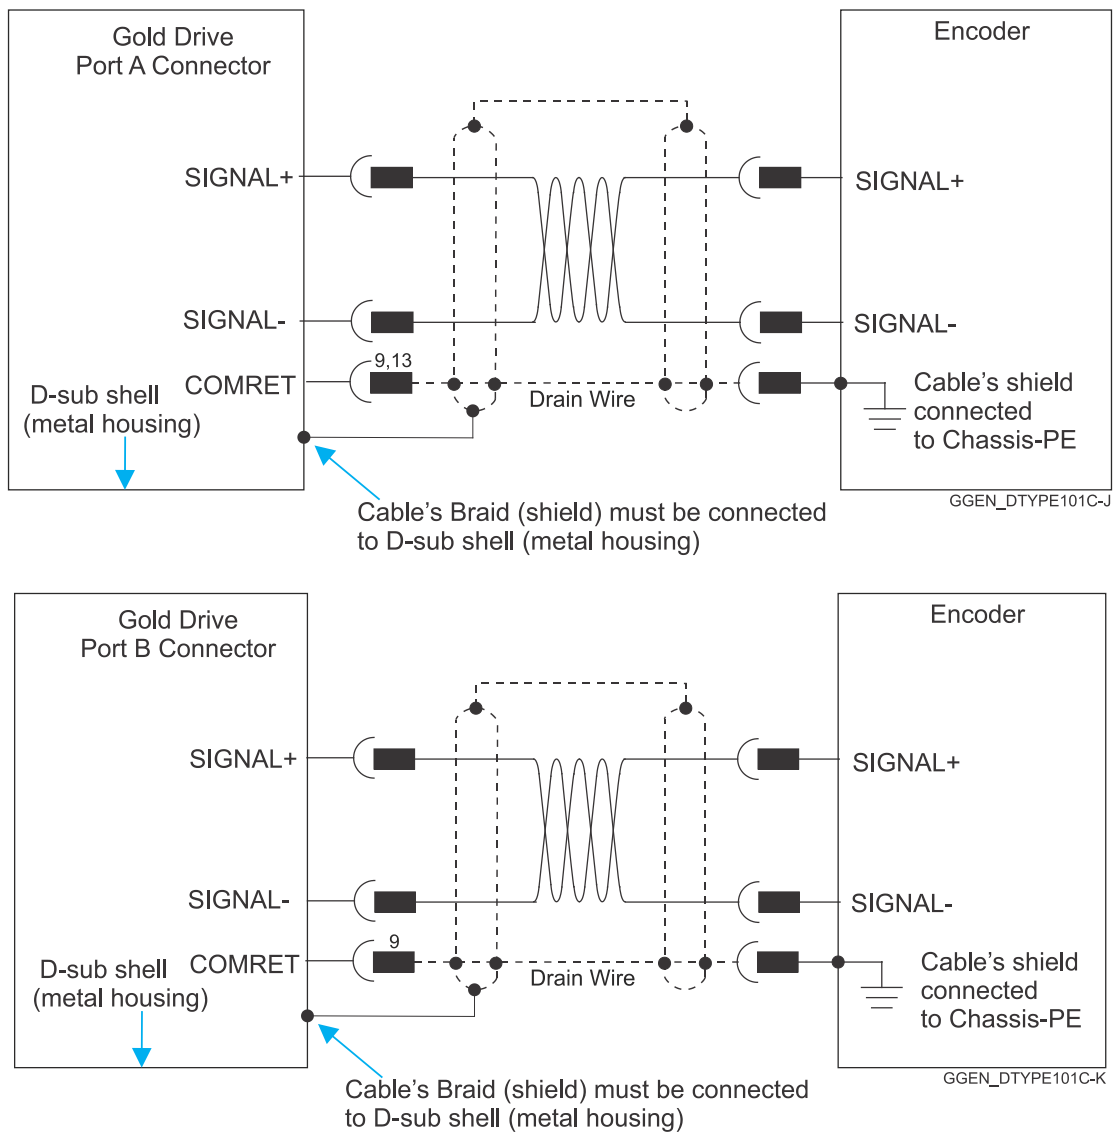 Gold Drive
Port A Connector
Encoder
SIGNAL+
SIGNAL+
SIGNAL-
SIGNAL-
9,13
COMRET
Drain Wire
D-sub shell
(metal housing)
Cable's shield
connected
to Chassis-PE
GGEN_DTYPE101C-J
Cable's Braid (shield) must be connected
to D-sub shell (metal housing)
Gold Drive
Port B Connector
Encoder
SIGNAL+
SIGNAL+
SIGNAL-
SIGNAL-
9
COMRET
Drain Wire
D-sub shell
(metal housing)
Cable's shield
connected
to Chassis-PE
GGEN_DTYPE101C-K
Cable's Braid (shield) must be connected
to D-sub shell (metal housing)